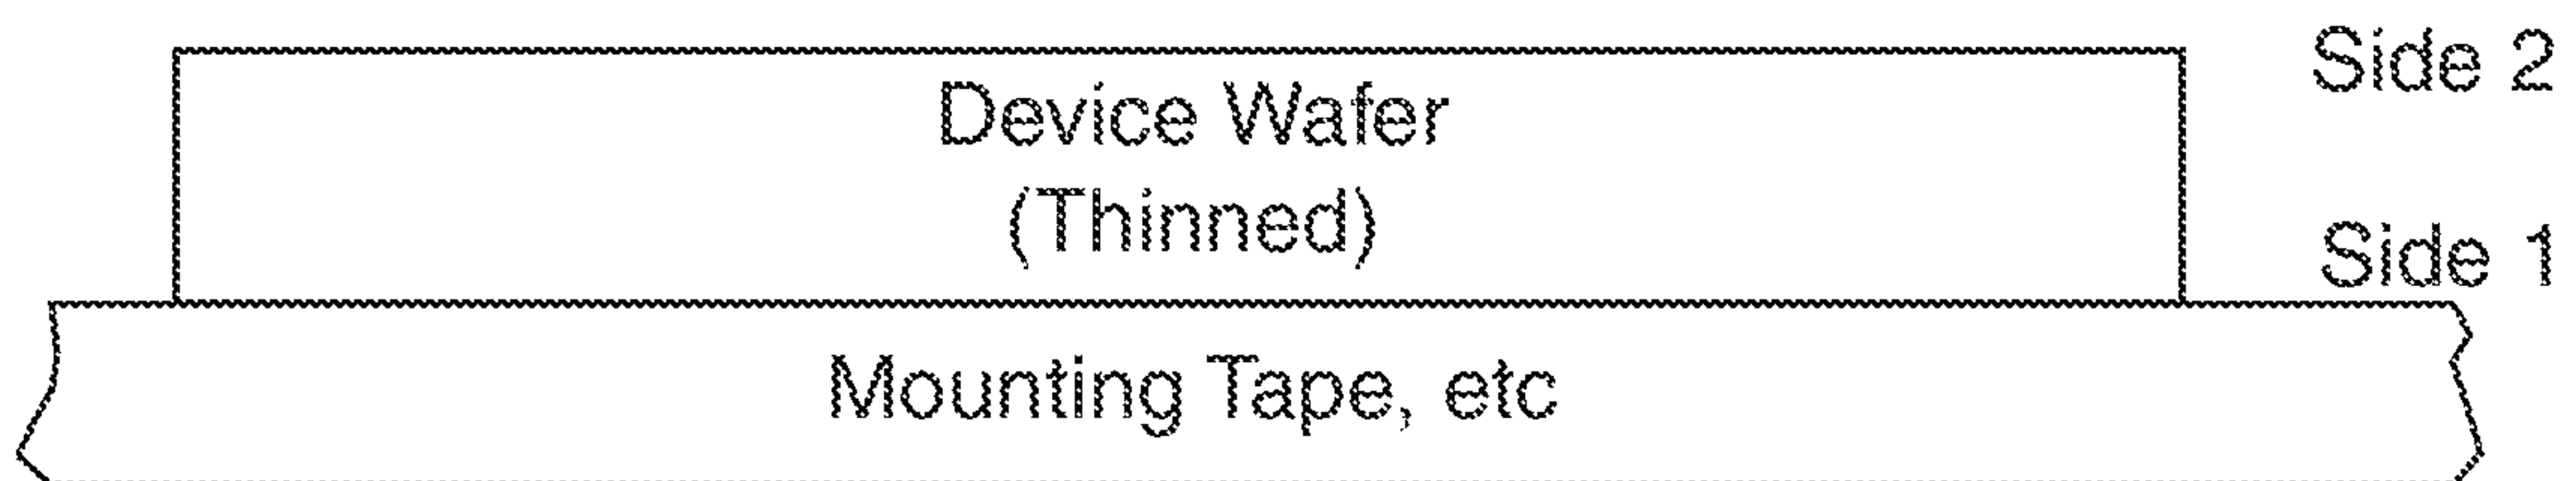 Side 2
Device Wafer
(Thinned)
Side 1
Mounting Tape, etc